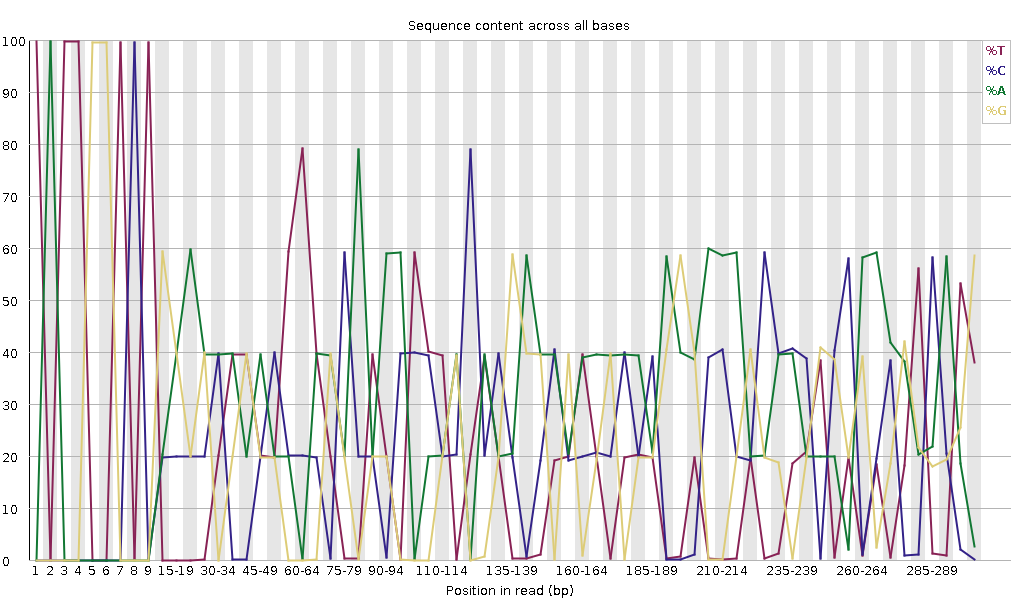 Sequence content across all bases
100
90
80
70
60
50
40
30
20
10
0
%T
%C
%A
%G
1 2 3 4 5 6 7 8 9 15-19 30-34 45-49 60-64 75-79 90-94 110-114 135-139 160-164 185-189 210-214 235-239 260-264 285-289
Position in read (bp)